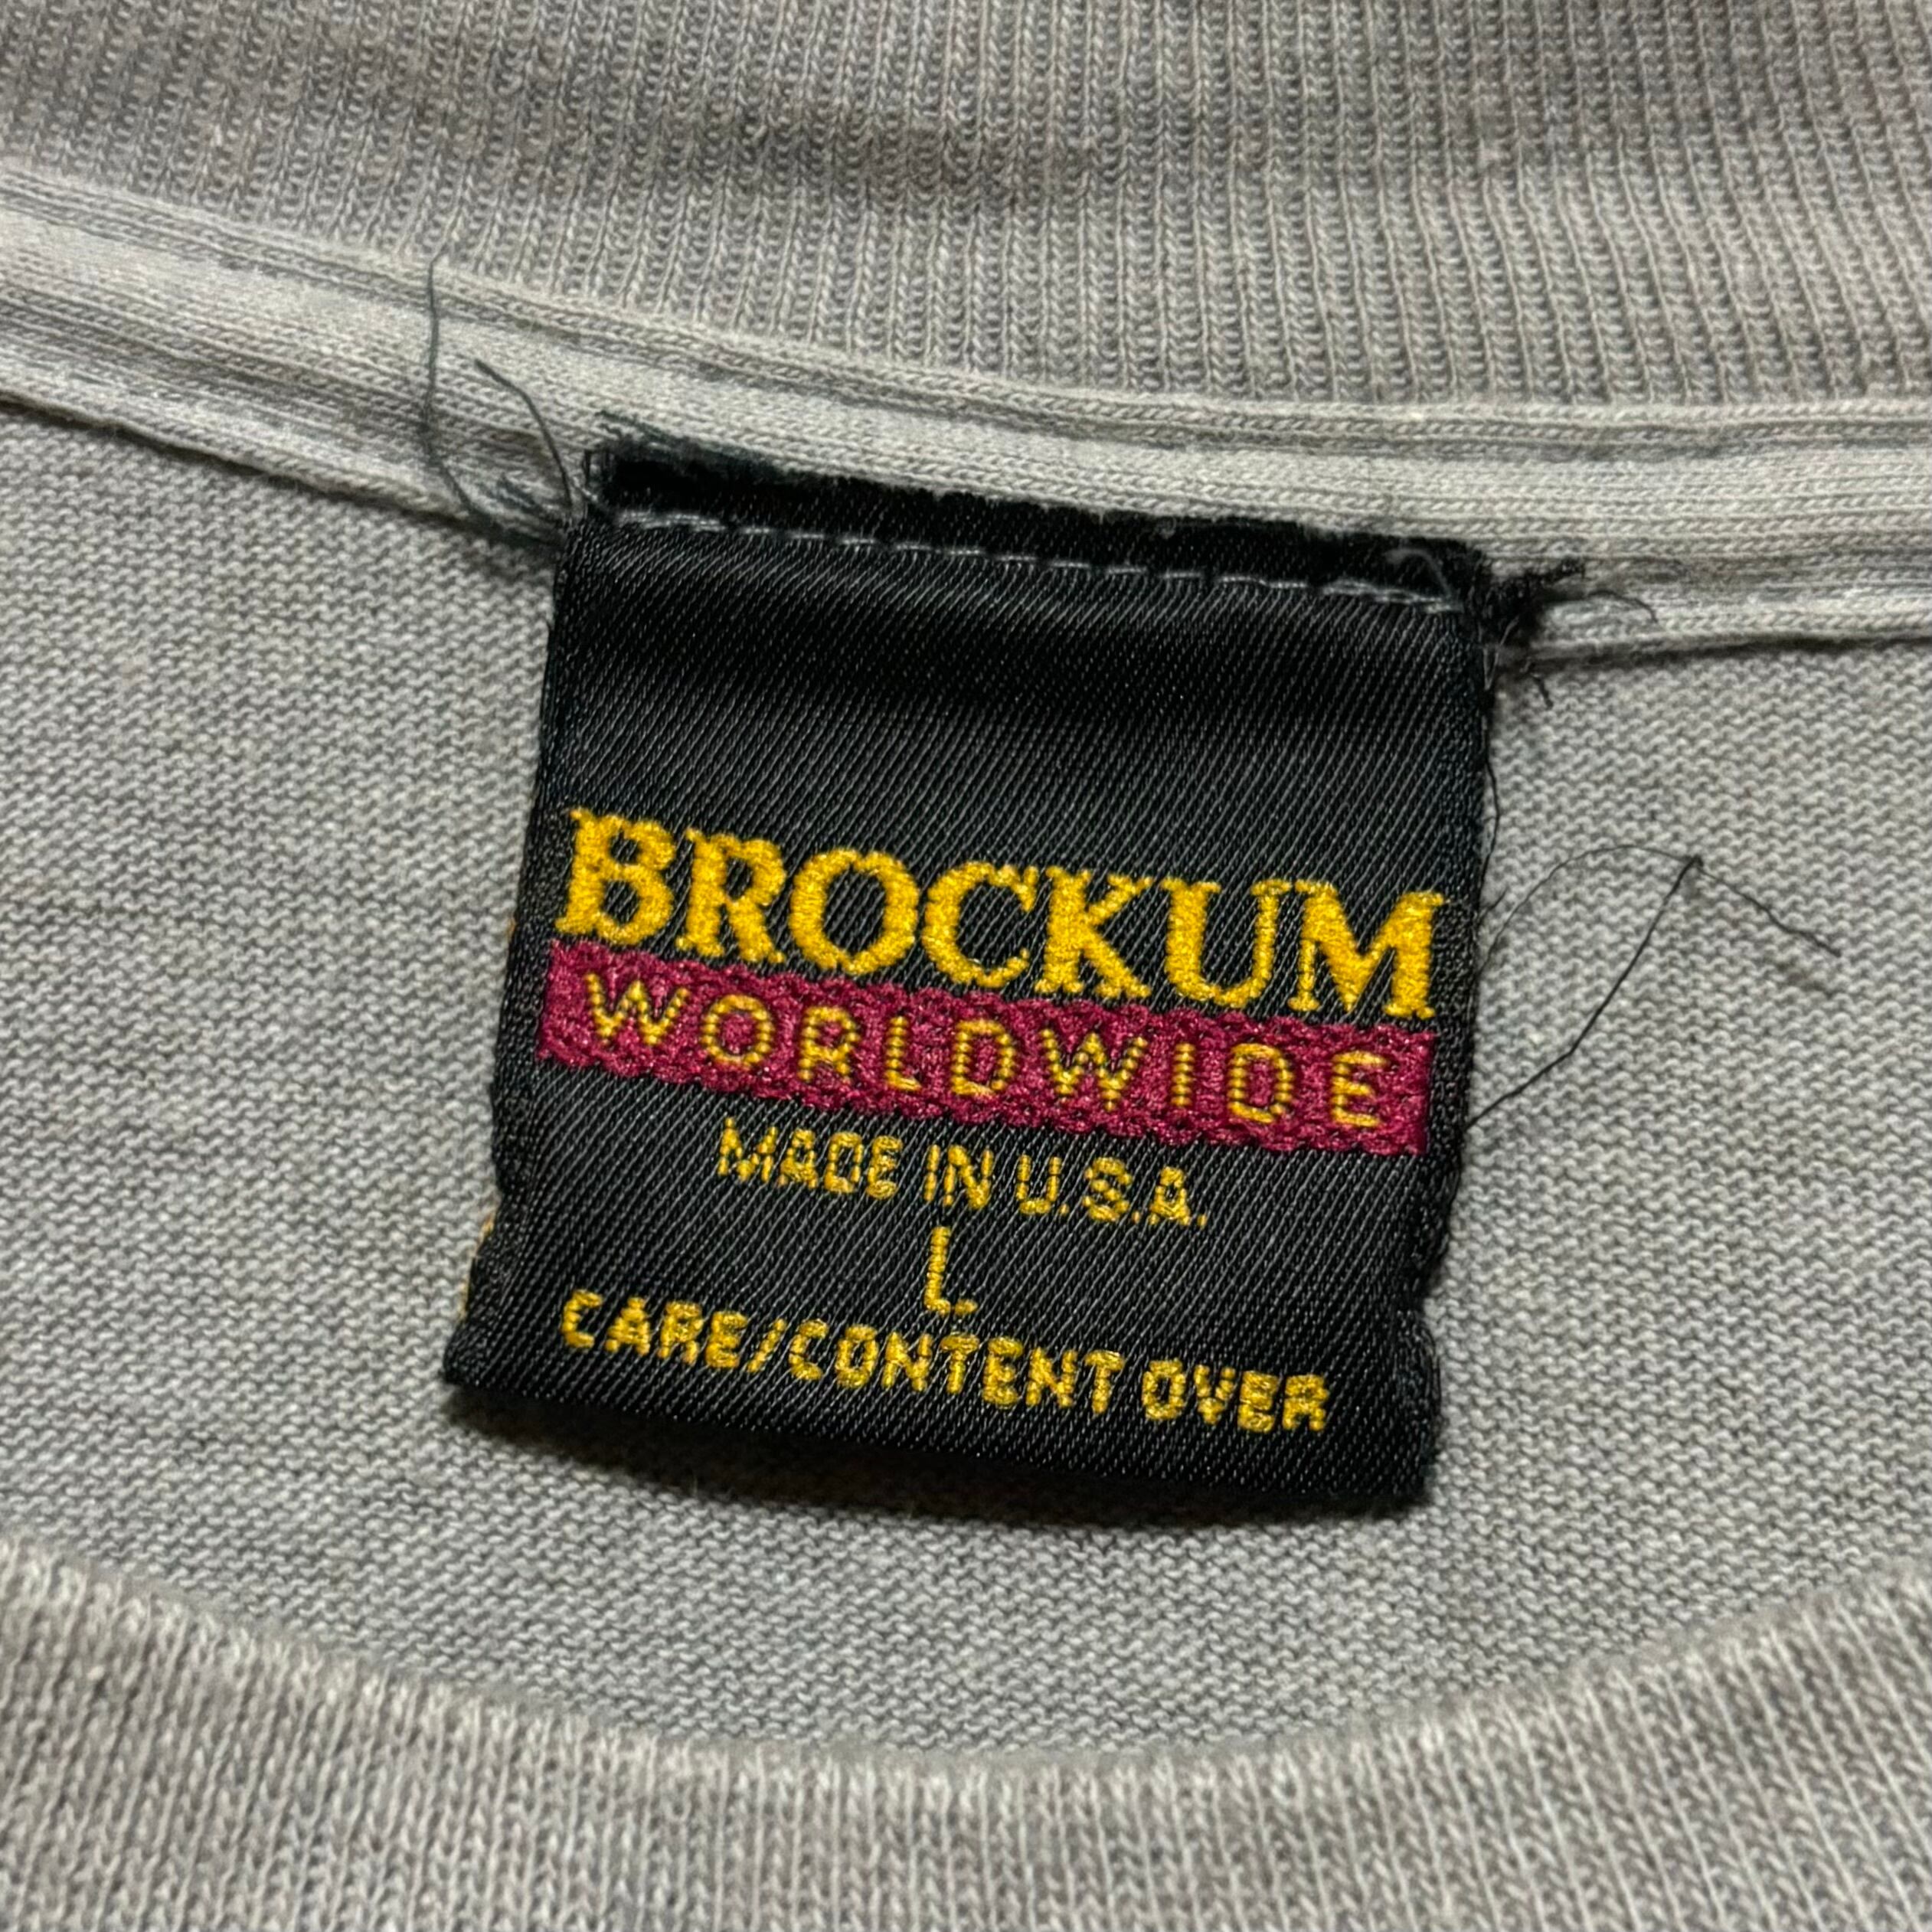 BROCKUM
WORLDWIDE
MADE IN U.S.A.
L
CARE/CONTENT OVER